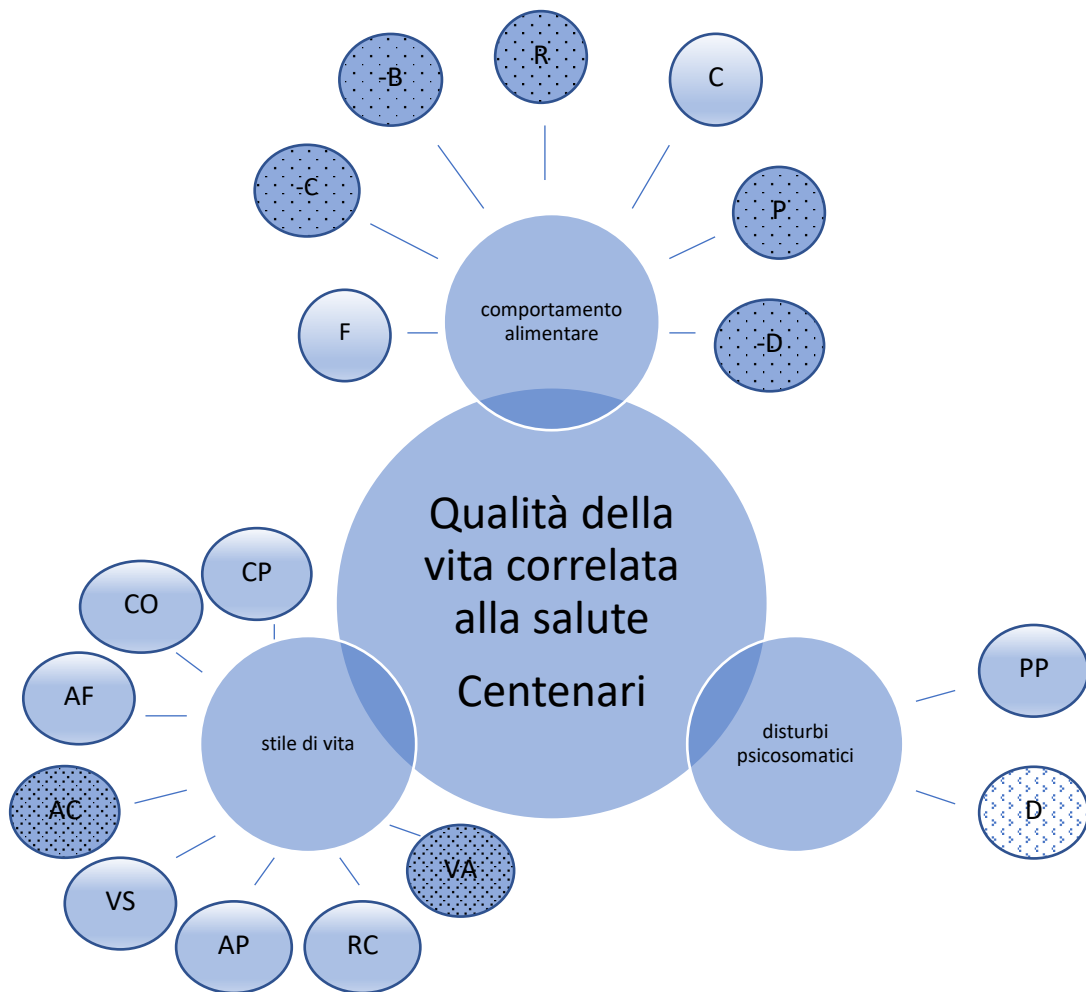 R
-B
C
-C
P
comportamento
alimentare
F
-D
Qualità della
vita correlata
alla salute
Centenari
CP
CO
AF
stile di vita
AC
VS
AP
RC
VA
disturbi
psicosomatici
PP
D